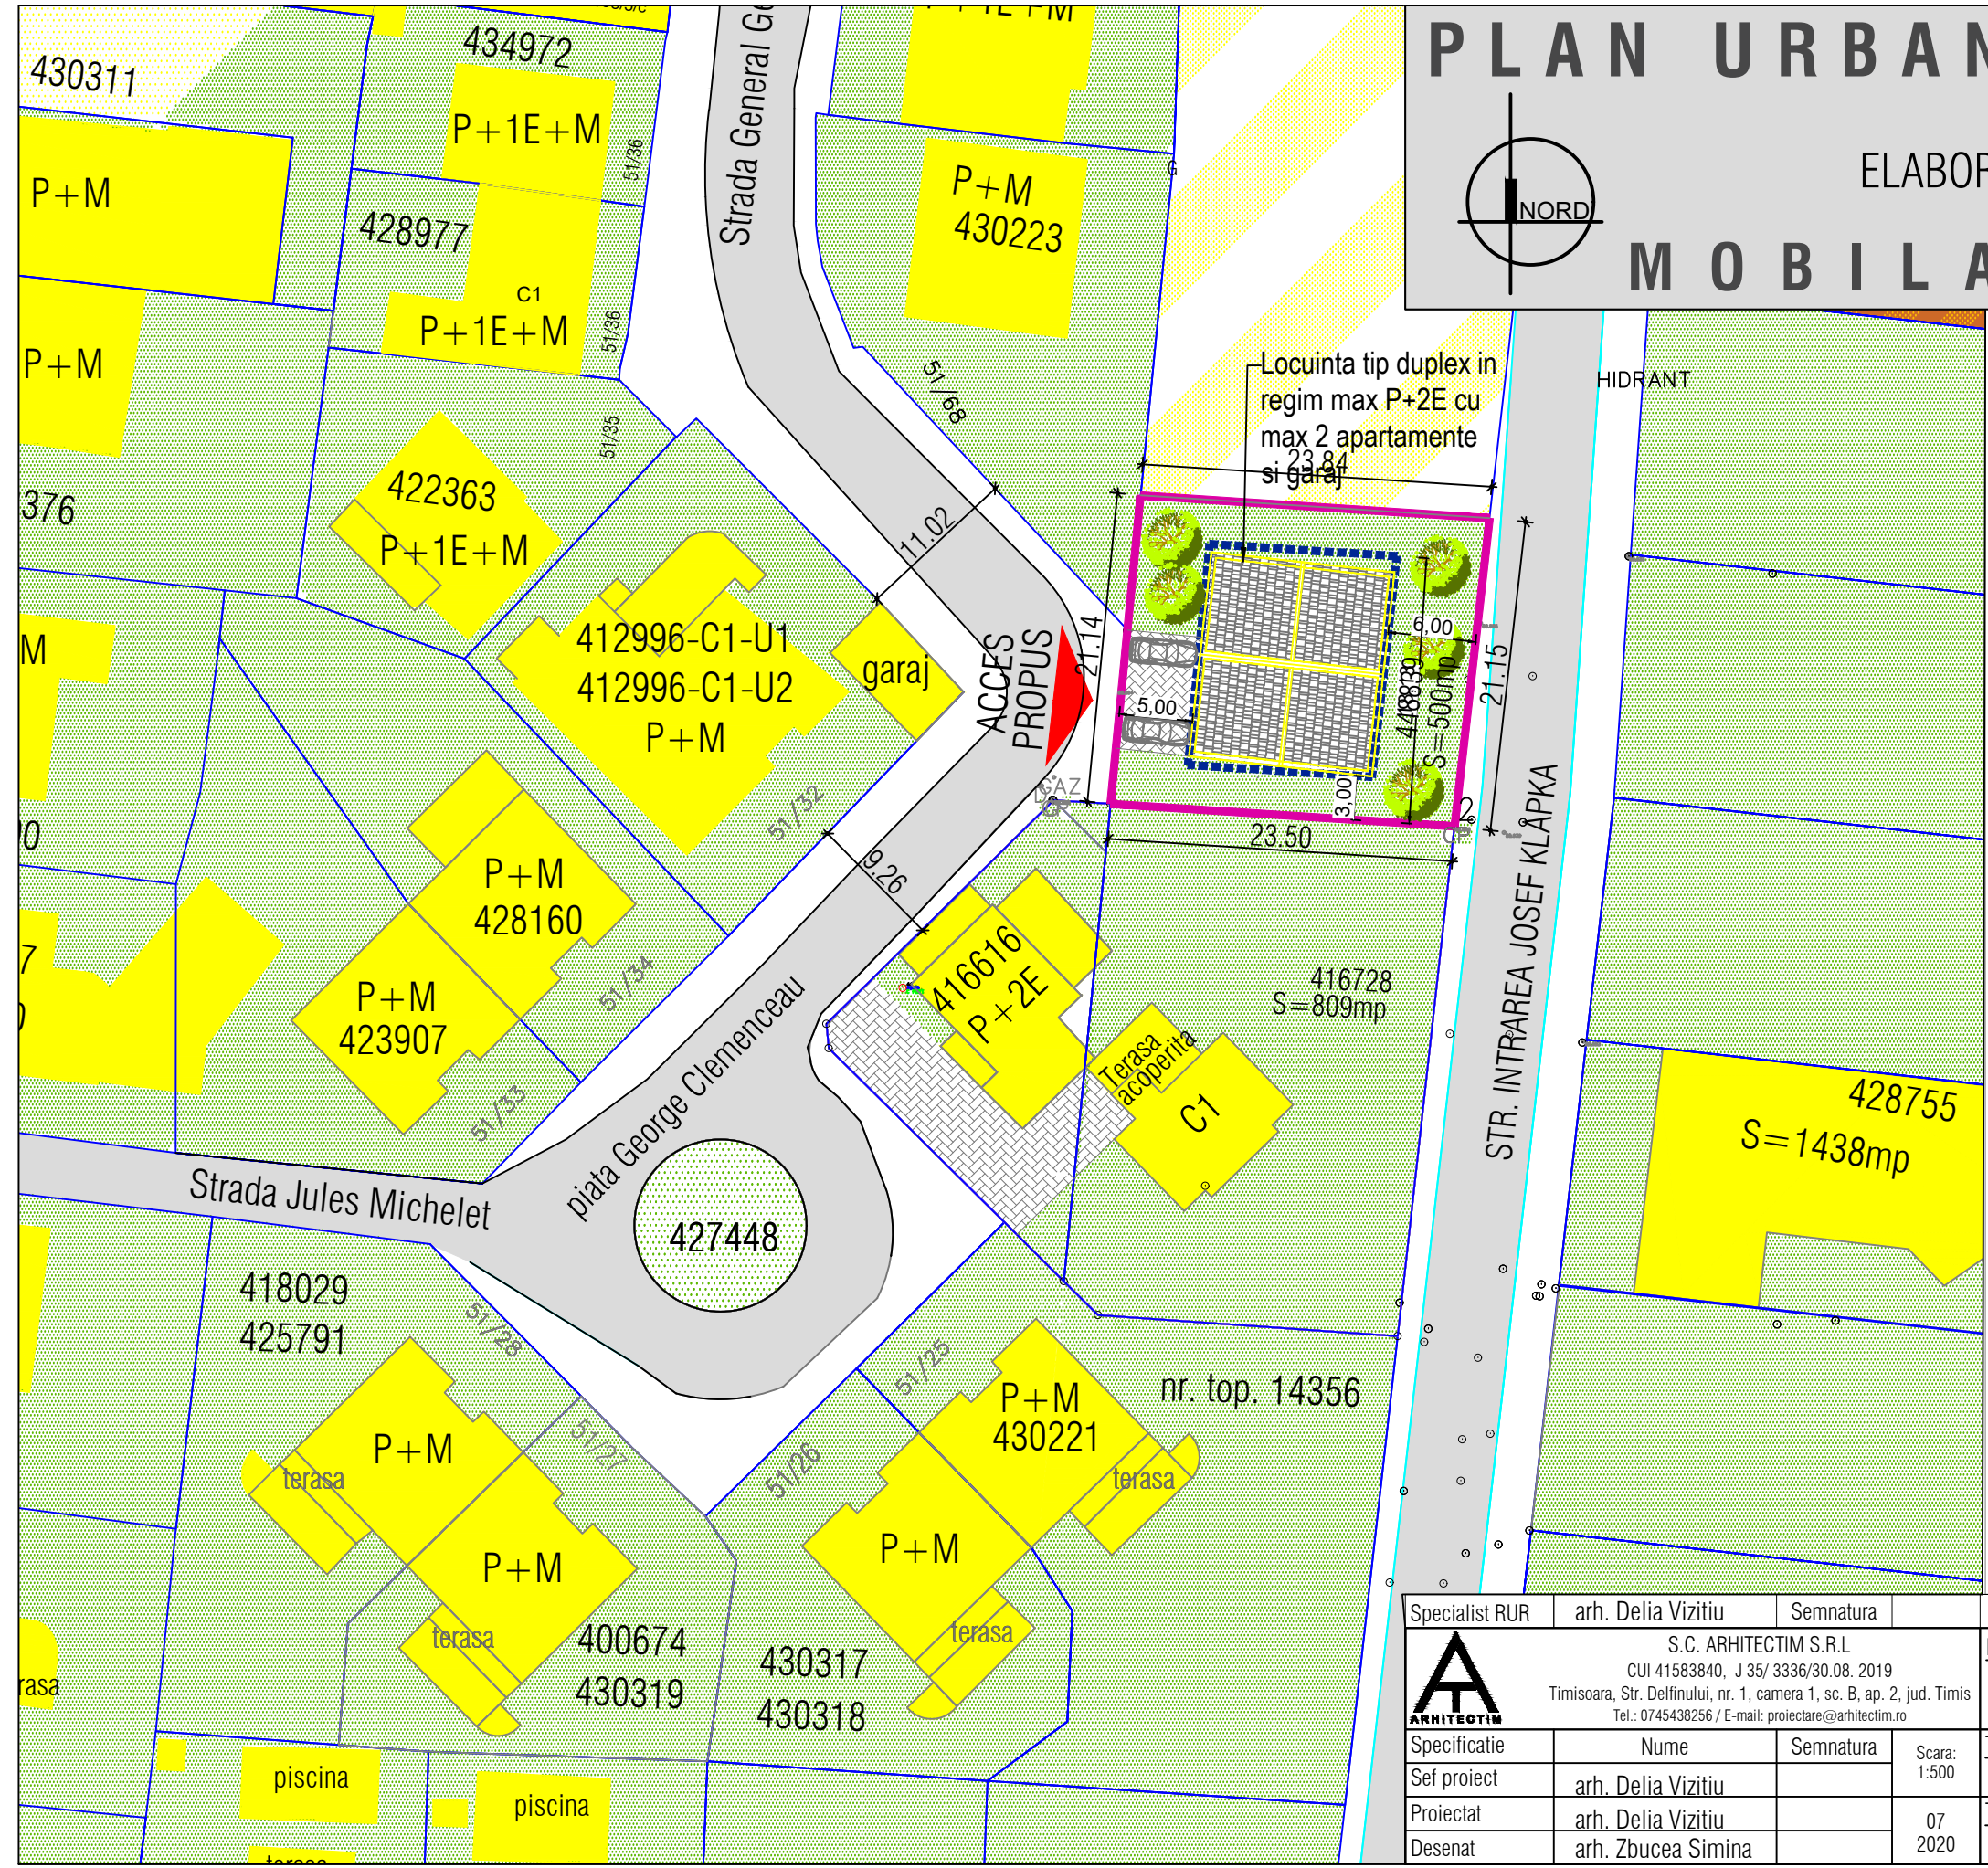 PLAN URBAN
ELABOR
NORD
MOBILA
430311
434972
P+1E+M
51/36
P+M
428977
C1
P+1E+M
51/36
P+M
51/35
Strada General Ge
P+1E+M
P+M
430223
G
51/68
Locuinta tip duplex in
regim max P+2E cu
max 2 apartamente
si garaj
23.84
HIDRANT
376
422363
P+1E+M
11.02
412996-C1-U1
412996-C1-U2
P+M
garaj
ACCES
PROPUS
21.14
5,00
6,00
S=500mp
21.15
3,00
2
23.50
GAZ
M
51/32
9.26
P+M
428160
51/34
P+M
423907
51/33
416616
P+2E
416728
S=809mp
Terasa
acoperita
C1
STR. INTRAREA JOSEF KLAPKA
428755
S=1438mp
piata George Clemenceau
Strada Jules Michelet
427448
418029
425791
51/28
51/25
P+M
430221
nr. top. 14356
P+M
terasa
51/27
51/26
terasa
P+M
P+M
terasa
terasa
400674
430319
430317
430318
rasa
piscina
piscina
terasa
Specialist RUR arh. Delia Vizitiu Semnatura
ARHITECTIM
S.C. ARHITECTIM S.R.L
CUI 41583840, J 35/ 3336/30.08. 2019
Timisoara, Str. Delfinului, nr. 1, camera 1, sc. B, ap. 2, jud. Timis
Tel.: 0745438256 / E-mail: proiectare@arhitectim.ro
Specificatie Nume Semnatura Scara:
1:500
Sef proiect arh. Delia Vizitiu
Proiectat arh. Delia Vizitiu 07
2020
Desenat arh. Zbucea Simina